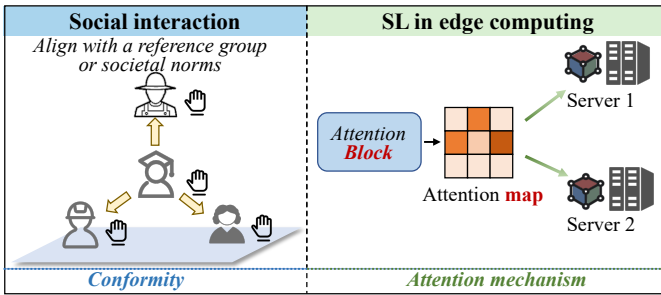 Social interaction
Align with a reference group
or societal norms
Conformity
SL in edge computing
Attention
Block
Attention map
Server 1
Server 2
Attention mechanism